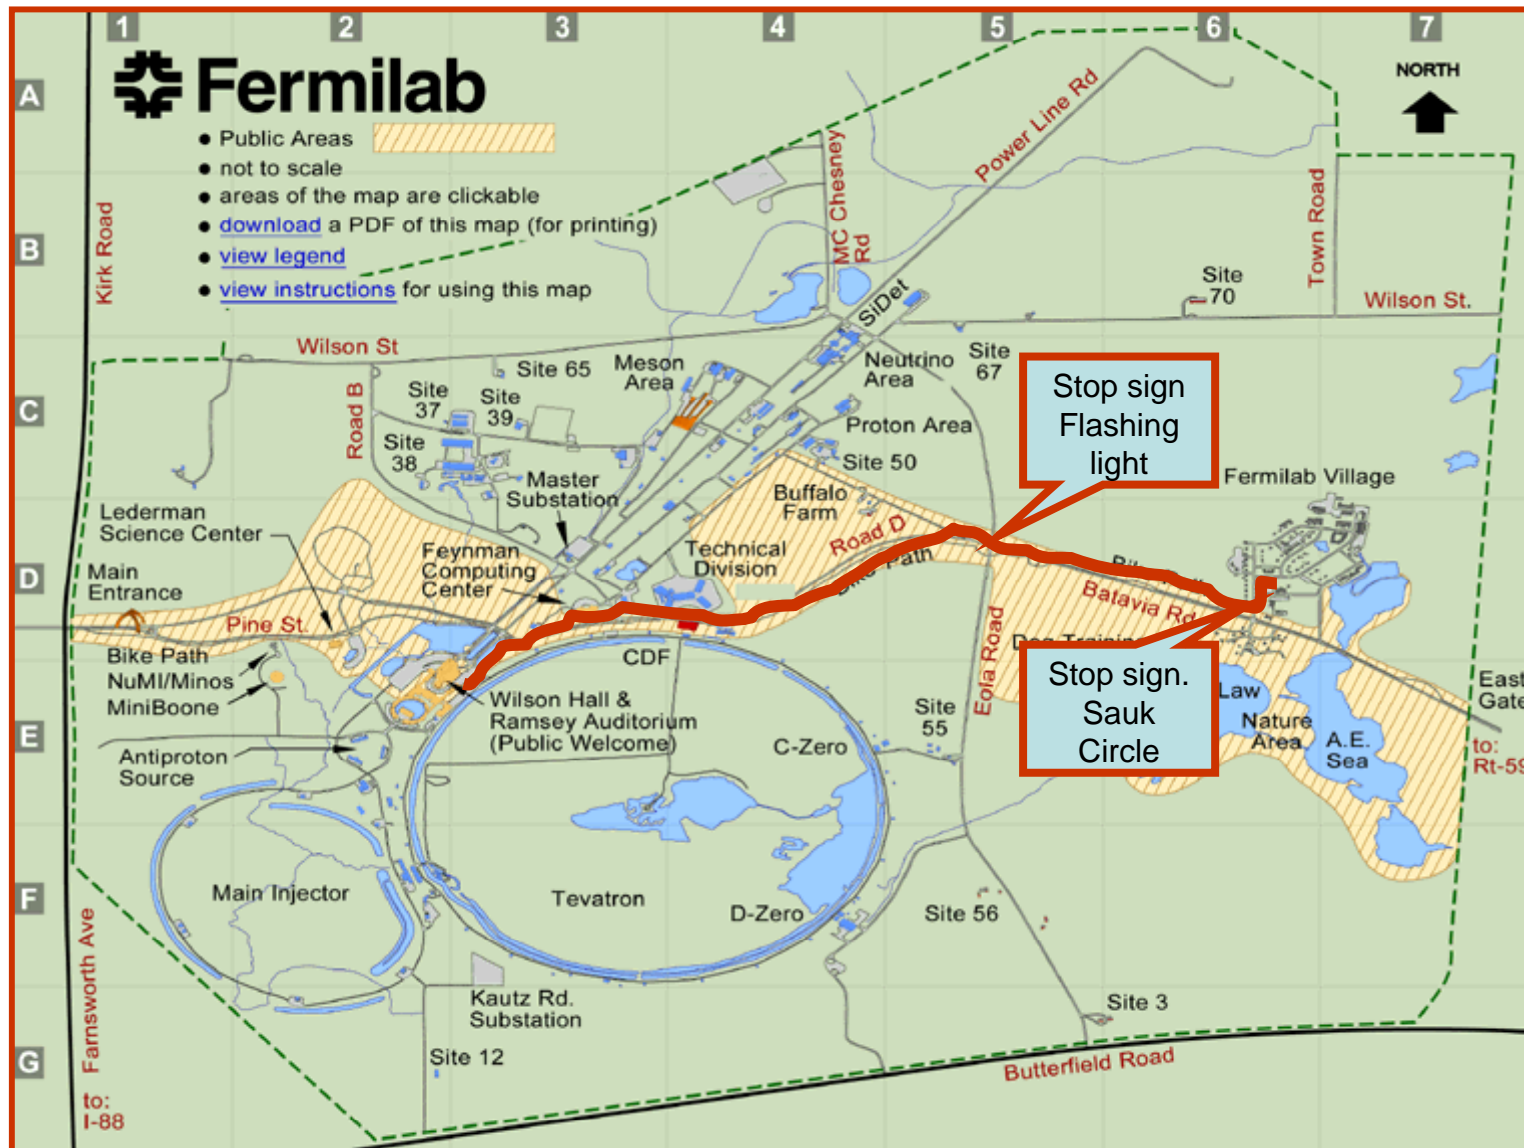 1 2 3 4 5 6 7
A
B
C
D
E
F
G
Fermilab
NORTH
• Public Areas
• not to scale
• areas of the map are clickable
• download a PDF of this map (for printing)
• view legend
• view instructions for using this map
Kirk Road
MC Chesney
Rd
Power Line Rd
Town Road
Site
70
Wilson St.
SiDet
Wilson St
Road B
Site 65
Meson
Area
Neutrino
Area
Site
67
Site
37
Site
39
Site
38
Proton Area
Site 50
Stop sign
Flashing
light
Fermilab Village
Master
Substation
Buffalo
Farm
Road D
Lederman
Science Center
Feynman
Computing
Center
Technical
Division
Path
Main
Entrance
Pine St.
Batavia Rd
Eola Road
Bike Path
NuMI/Minos
MiniBoone
CDF
Wilson Hall &
Ramsey Auditorium
(Public Welcome)
Stop sign.
Sauk
Circle
Law
Nature
Area
A.E.
Sea
East
Gate
to:
Rt-59
Antiproton
Source
C-Zero
Site
55
Main Injector
Tevatron
D-Zero
Site 56
Kautz Rd.
Substation
Site 12
Site 3
Farnsworth Ave
to:
I-88
Butterfield Road